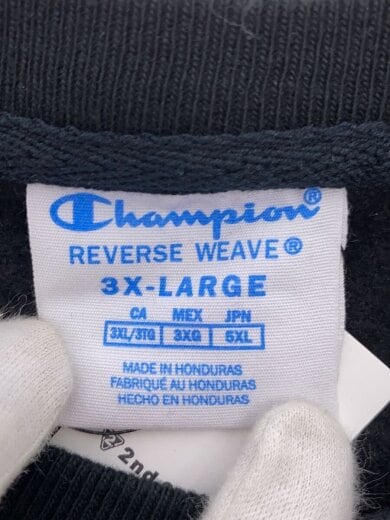 Champion®
REVERSE WEAVE®
3X-LARGE
CA MEX JPN
3XL/3TG 3XG 5XL
MADE IN HONDURAS
FABRIQUÉ AU HONDURAS
HECHO EN HONDURAS
2nd